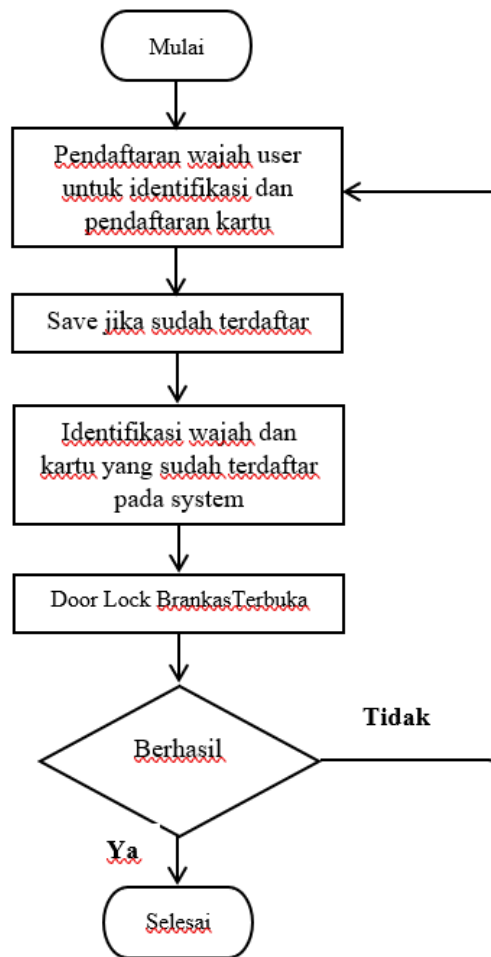 Mulai
Pendaftaran wajah user
untuk identifikasi dan
pendaftaran kartu
Save jika sudah terdaftar
Identifikasi wajah dan
kartu yang sudah terdaftar
pada system
Door Lock BrankasTerbuka
Berhasil
Tidak
Ya
Selesai